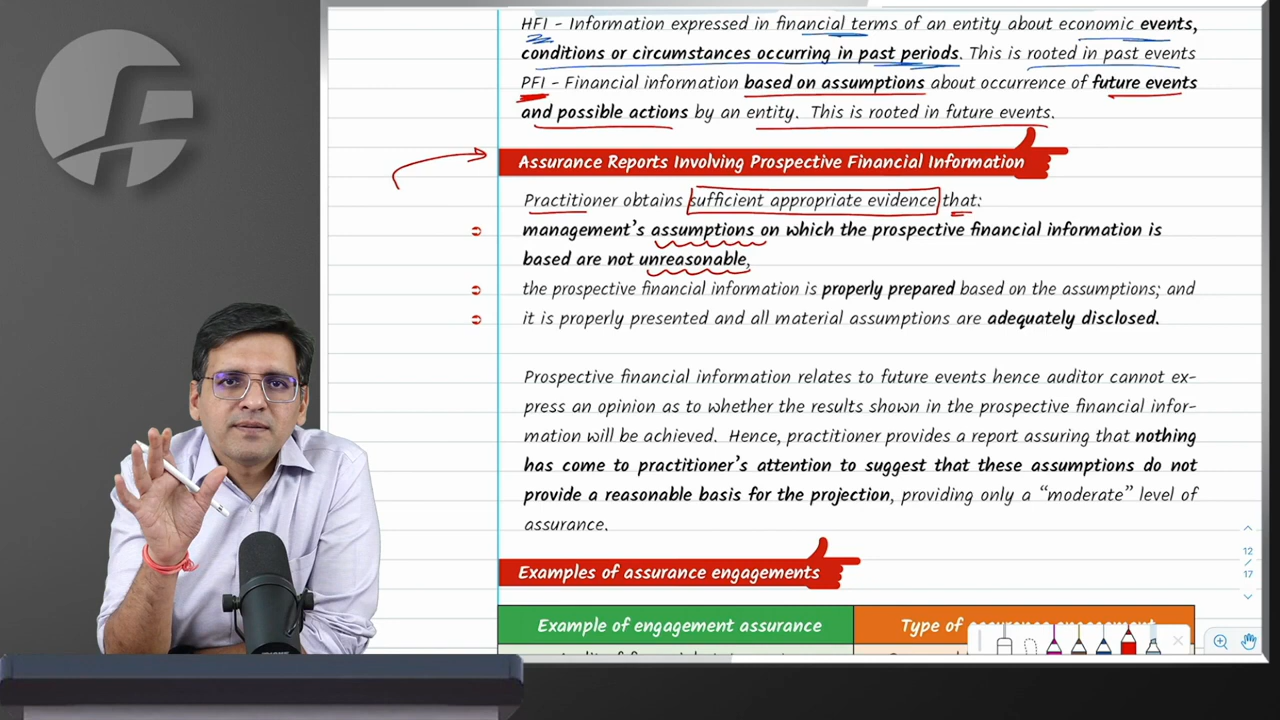 HFI - Information expressed in financial terms of an entity about economic events,
conditions or circumstances occurring in past periods. This is rooted in past events
PFI - Financial information based on assumptions about occurrence of future events
and possible actions by an entity. This is rooted in future events.
Assurance Reports Involving Prospective Financial Information
Practitioner obtains sufficient appropriate evidence that:
management's assumptions on which the prospective financial information is
based are not unreasonable,
the prospective financial information is properly prepared based on the assumptions; and
it is properly presented and all material assumptions are adequately disclosed.
Prospective financial information relates to future events hence auditor cannot ex-
press an opinion as to whether the results shown in the prospective financial infor-
mation will be achieved. Hence, practitioner provides a report assuring that nothing
has come to practitioner's attention to suggest that these assumptions do not
provide a reasonable basis for the projection, providing only a "moderate" level of
assurance.
12
/
17
Examples of assurance engagements
Example of engagement assurance
Type of